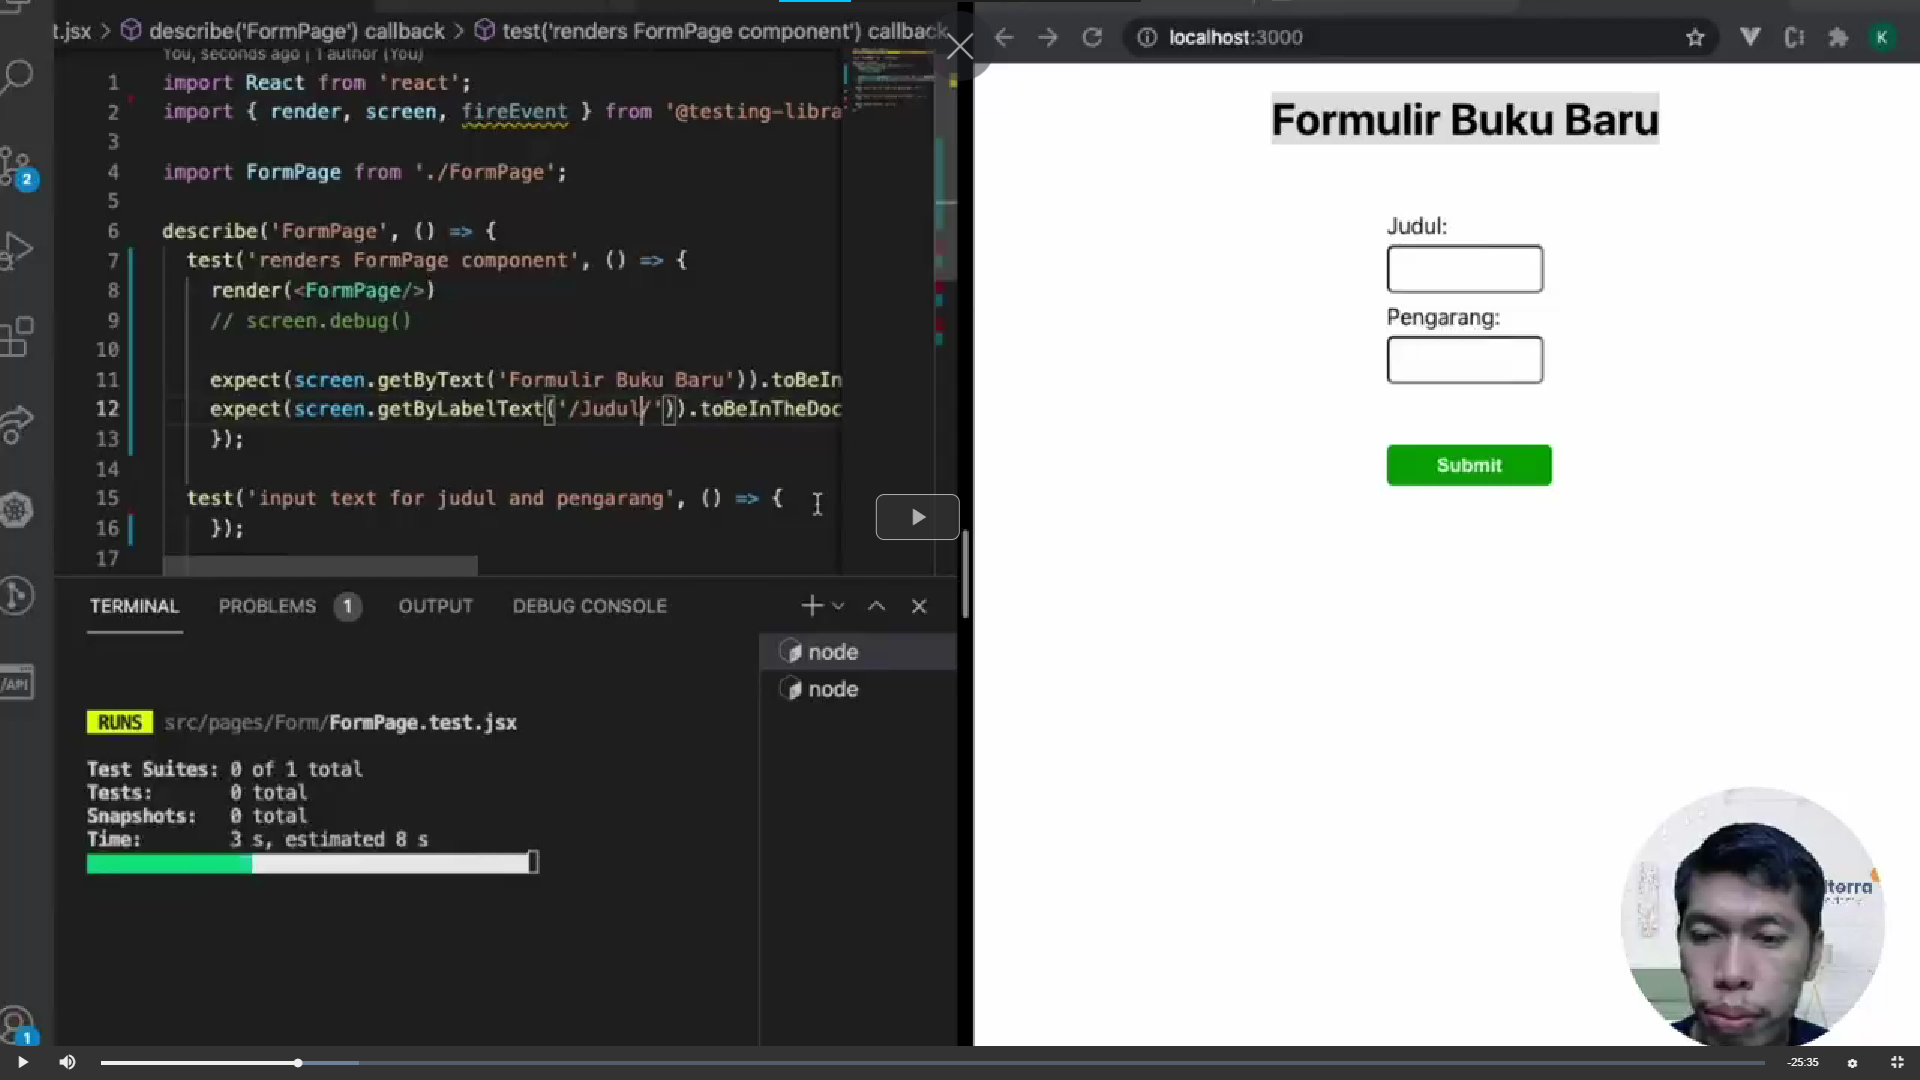 t.jsx > describe('FormPage') callback > test('renders FormPage component') callback
You, seconds ago | 1 author (You)
1 import React from 'react';
2 import { render, screen, fireEvent } from '@testing-libra
3
4 import FormPage from './FormPage';
5
6 describe('FormPage', () => {
7 test('renders FormPage component', () => {
8 render(<FormPage/>)
9 // screen.debug()
10
11 expect(screen.getByText('Formulir Buku Baru')).toBeIn
12 expect(screen.getByLabelText('/Judul/')).toBeInTheDoc
13 });
14
15 test('input text for judul and pengarang', () => {
16 });
17
2
/API
1
TERMINAL PROBLEMS 1 OUTPUT DEBUG CONSOLE
node
node
RUNS src/pages/Form/FormPage.test.jsx
Test Suites: 0 of 1 total
Tests: 0 total
Snapshots: 0 total
Time: 3 s, estimated 8 s
localhost:3000
K
Formulir Buku Baru
Judul:
Pengarang:
Submit
lterra
-25:35